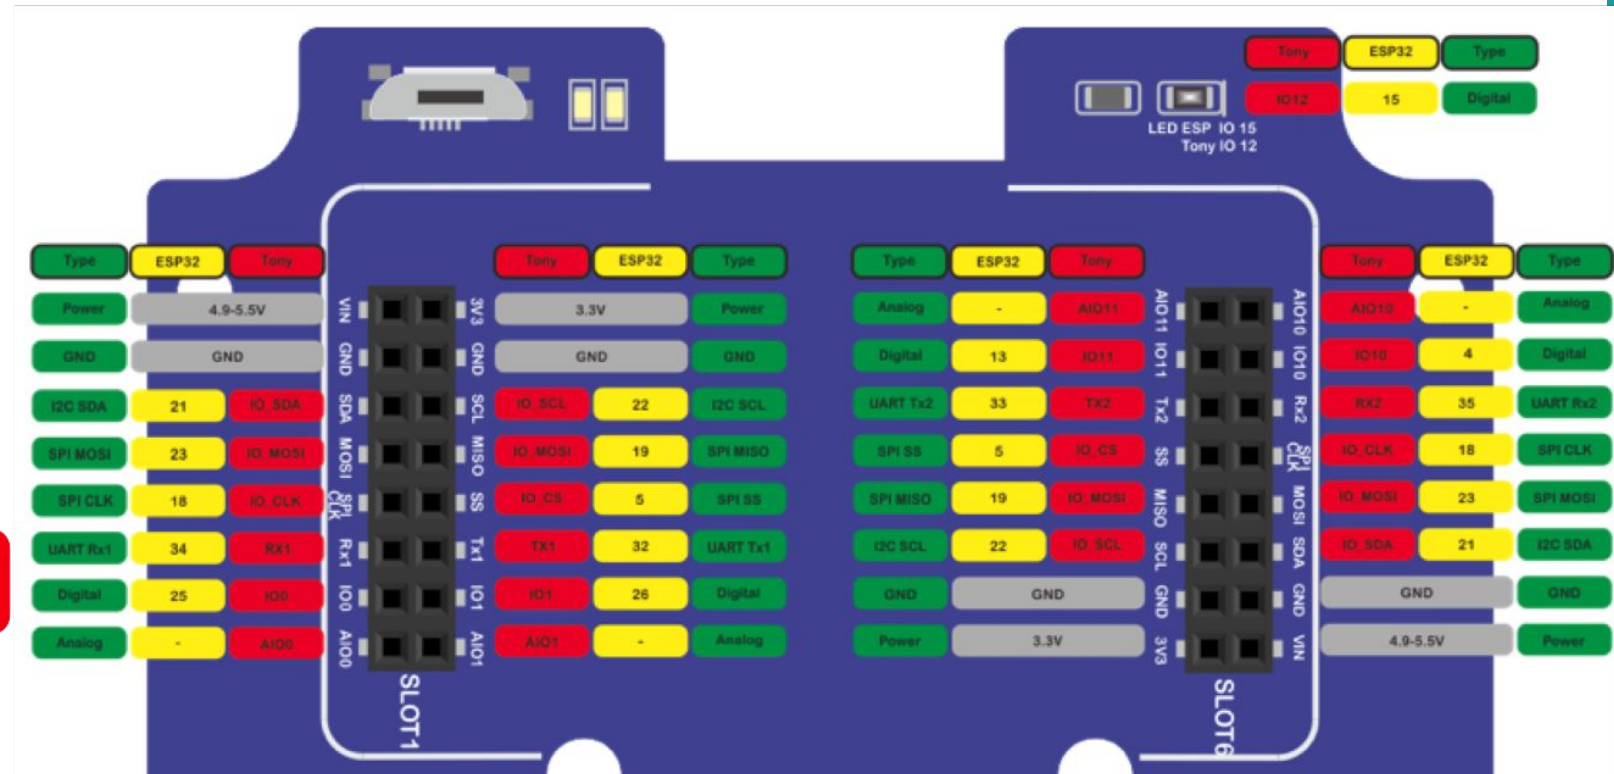 Tony ESP32 Type
IO12 15 Digital
LED ESP IO 15
Tony IO 12
Type ESP32 Tony Tony ESP32 Type Type ESP32 Tony Tony ESP32 Type
Power 4.9-5.5V VIN 3V3 3.3V Power Analog - AIO11 AIO11 AIO10 AIO10 - Analog
GND GND GND GND GND GND Digital 13 IO11 IO11 IO10 IO10 4 Digital
I2C SDA 21 IO_SDA SDA SCL IO_SCL 22 I2C SCL UART Tx2 33 TX2 Tx2 Rx2 RX2 35 UART Rx2
SPI MOSI 23 IO_MOSI MOSI MISO IO_MOSI 19 SPI MISO SPI SS 5 IO_CS SS SPI CLK IO_CLK 18 SPI CLK
SPI CLK 18 IO_CLK SPI CLK SS IO_CS 5 SPI SS SPI MISO 19 IO_MOSI MISO MOSI IO_MOSI 23 SPI MOSI
UART Rx1 34 RX1 Rx1 Tx1 TX1 32 UART Tx1 I2C SCL 22 IO_SCL SCL SDA IO_SDA 21 I2C SDA
Digital 25 IO0 IO0 IO1 IO1 26 Digital GND GND GND GND GND GND
Analog - AIO0 AIO0 AIO1 AIO1 - Analog Power 3.3V 3V3 VIN 4.9-5.5V Power
SLOT1 SLOT6